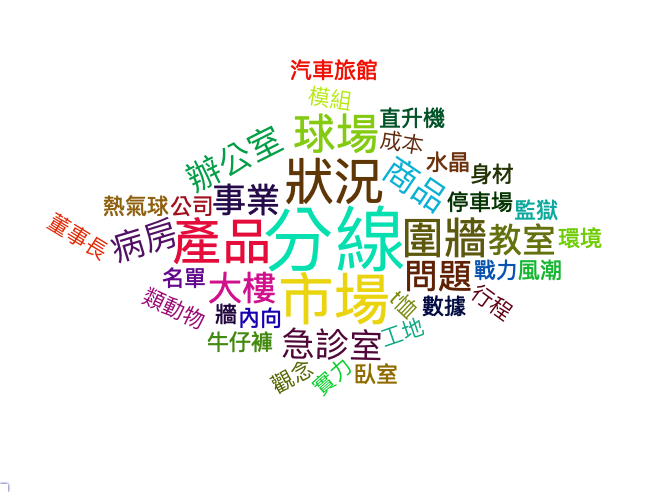 汽車旅館
模組
球場
直升機
成本
辦公室
狀況
商品
水晶
身材
熱氣球
公司
事業
停車場
監獄
董事長
病房
產品
分線
圍牆
教室
環境
名單
大樓
市場
問題
戰力
風潮
類動物
牆
內向
t恤
數據
行程
牛仔褲
急診室
工地
觀念
實力
臥室